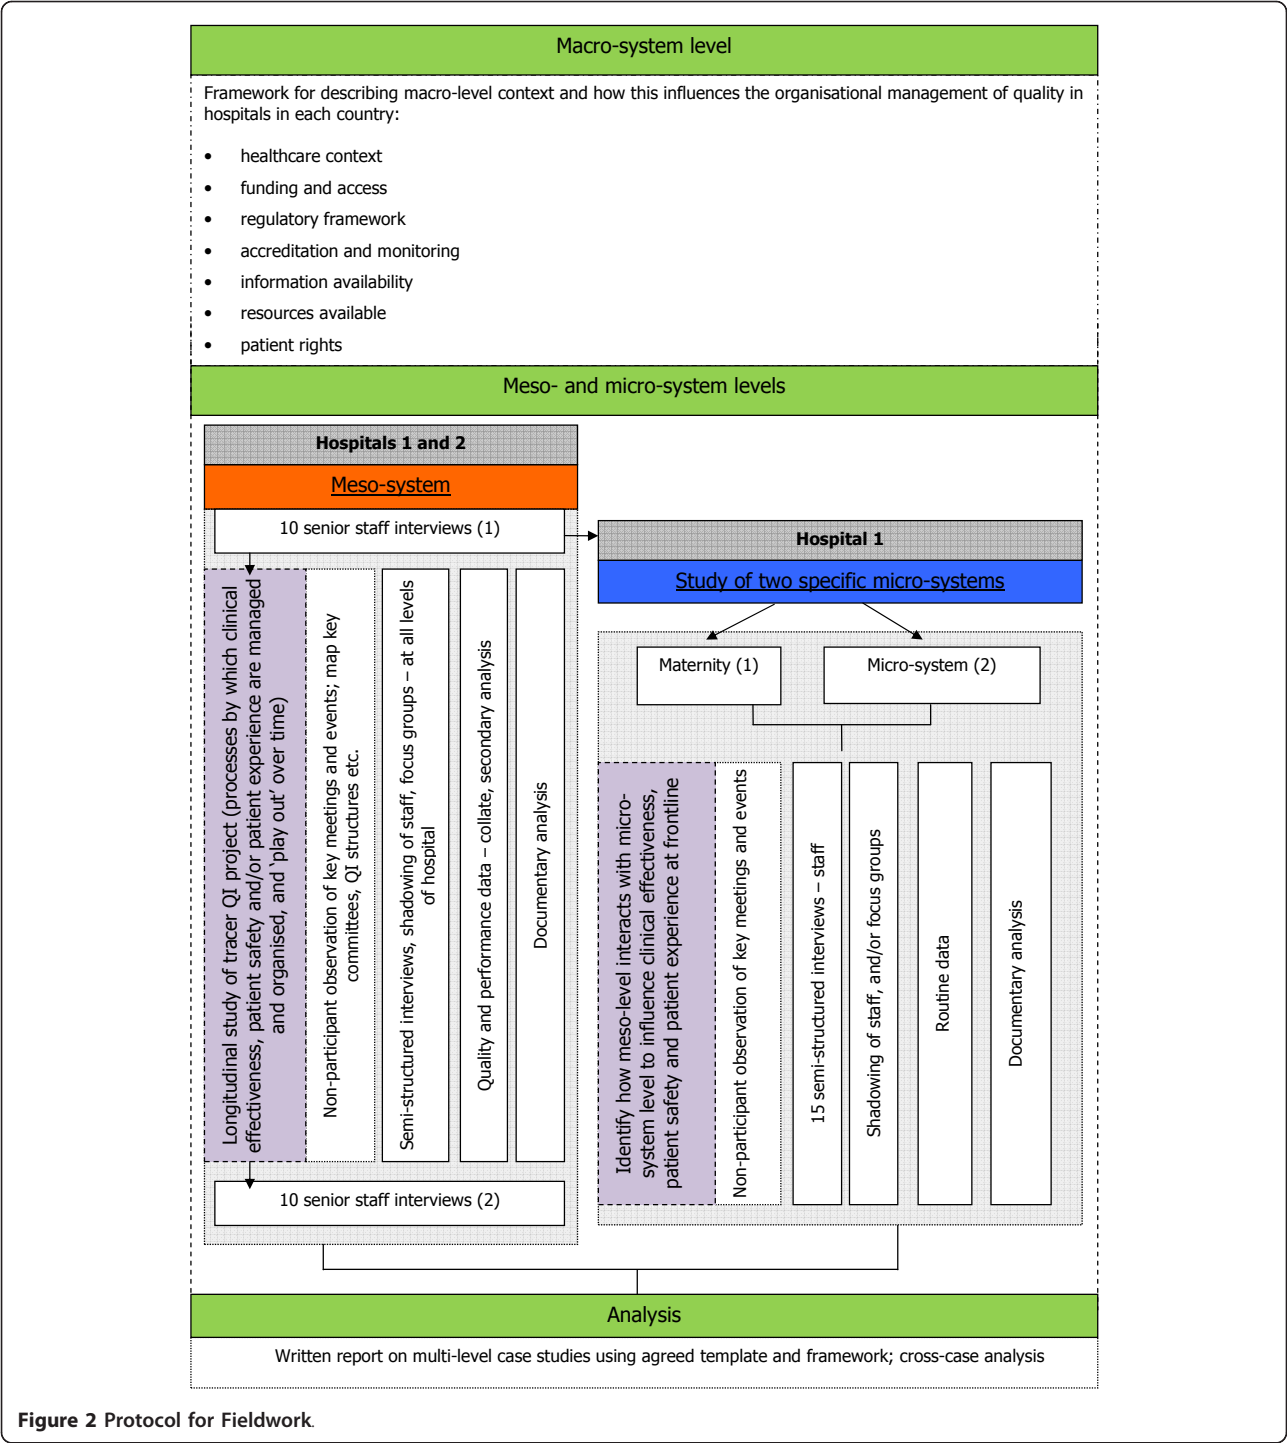 Macro-system level
Framework for describing macro-level context and how this influences the organisational management of quality in
hospitals in each country:
• healthcare context
• funding and access
• regulatory framework
• accreditation and monitoring
• information availability
• resources available
• patient rights
Meso- and micro-system levels
Hospitals 1 and 2
Meso-system
10 senior staff interviews (1)
Longitudinal study of tracer QI project (processes by which clinical
effectiveness, patient safety and/or patient experience are managed
and organised, and ‘play out’ over time)
Non-participant observation of key meetings and events; map key
committees, QI structures etc.
Semi-structured interviews, shadowing of staff, focus groups – at all levels
of hospital
Quality and performance data – collate, secondary analysis
Documentary analysis
10 senior staff interviews (2)
Hospital 1
Study of two specific micro-systems
Maternity (1)
Micro-system (2)
Identify how meso-level interacts with micro-
system level to influence clinical effectiveness,
patient safety and patient experience at frontline
Non-participant observation of key meetings and events
15 semi-structured interviews – staff
Shadowing of staff, and/or focus groups
Routine data
Documentary analysis
Analysis
Written report on multi-level case studies using agreed template and framework; cross-case analysis
Figure 2 Protocol for Fieldwork.